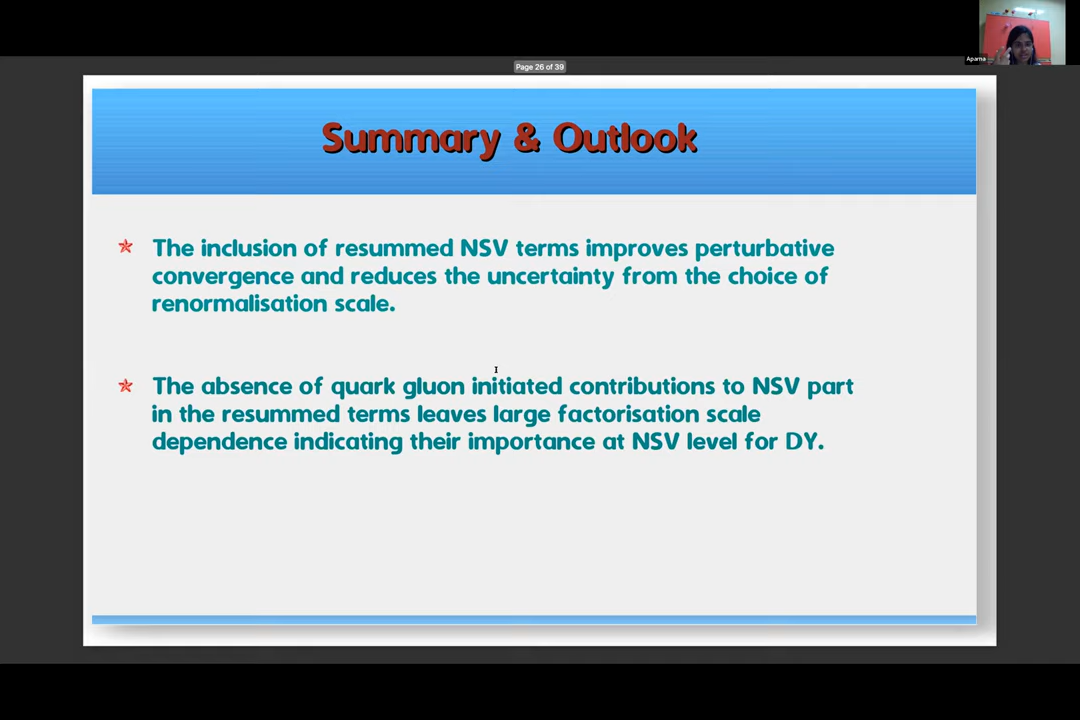 Aparna
Page 26 of 39
Summary & Outlook
The inclusion of resummed NSV terms improves perturbative
convergence and reduces the uncertainty from the choice of
renormalisation scale.
The absence of quark gluon initiated contributions to NSV part
in the resummed terms leaves large factorisation scale
dependence indicating their importance at NSV level for DY.